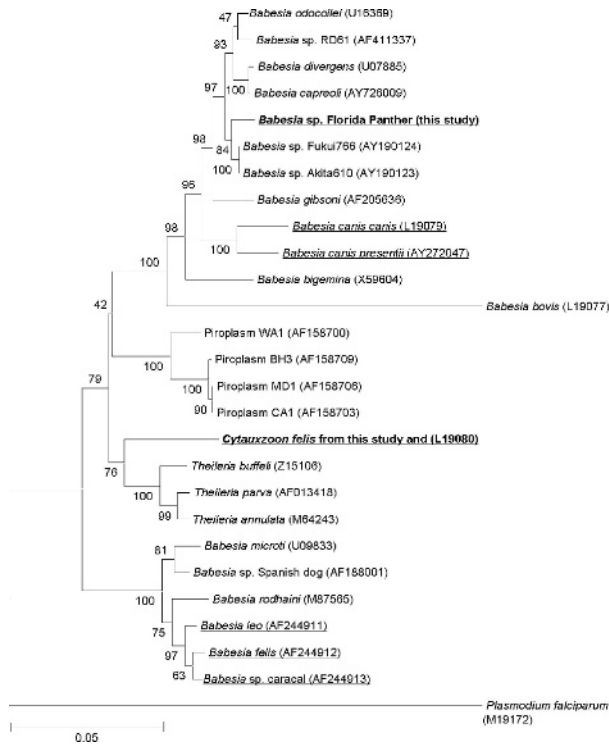 47
Babesia odocoilei (U16369)
Babesia sp. RD61 (AF411337)
93
Babesia divergens (U07885)
97
100
Babesia capreoli (AY726009)
Babesia sp. Florida Panther (this study)
98
84
Babesia sp. Fukui766 (AY190124)
100
Babesia sp. Akita610 (AY190123)
96
Babesia gibsoni (AF205636)
98
Babesia canis canis (L19079)
100
Babesia canis presentii (AY272047)
100
Babesia bigemina (X59604)
42
Babesia bovis (L19077)
Piroplasm WA1 (AF158700)
Piroplasm BH3 (AF158709)
79
100
100
Piroplasm MD1 (AF158706)
90
Piroplasm CA1 (AF158703)
Cytauxzoon felis from this study and (L19080)
76
Theileria buffeli (Z15106)
100
Theileria parva (AF013418)
99
Theileria annulata (M64243)
81
Babesia microti (U09833)
Babesia sp. Spanish dog (AF188001)
100
Babesia rodhaini (M87565)
75
Babesia leo (AF244911)
97
Babesia felis (AF244912)
63
Babesia sp. caracal (AF244913)
Plasmodium falciparum
(M19172)
0.05